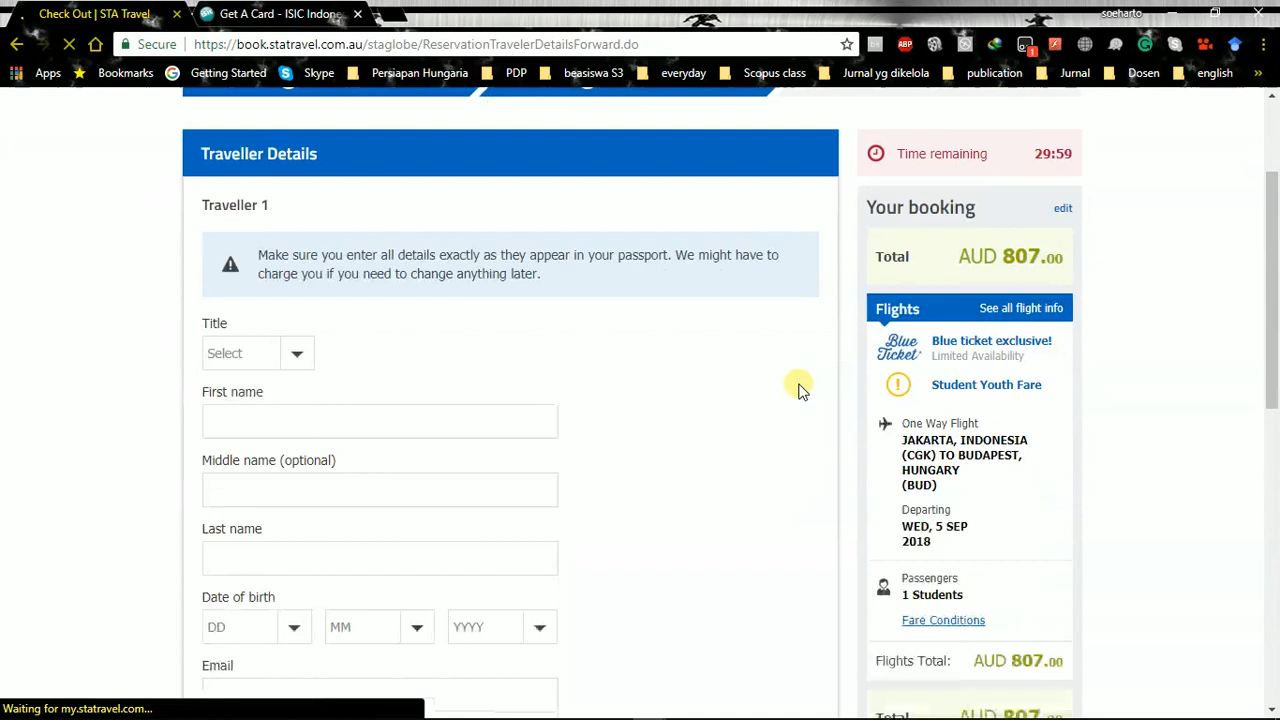 Check Out | STA Travel
Get A Card - ISIC Indone
soeharto
Secure
https://book.statravel.com.au/staglobe/ReservationTravelerDetailsForward.do
ABP
1
Apps
Bookmarks
Getting Started
Skype
Persiapan Hungaria
PDP
beasiswa S3
everyday
Scopus class
Jurnal yg dikelola
publication
Jurnal
Dosen
english
»
Traveller Details
Time remaining 29:59
Traveller 1
Your booking
edit
Make sure you enter all details exactly as they appear in your passport. We might have to
charge you if you need to change anything later.
Total AUD 807.00
Title
Flights
See all flight info
Select
Blue Ticket
Blue ticket exclusive!
Limited Availability
First name
Student Youth Fare
One Way Flight
JAKARTA, INDONESIA
(CGK) TO BUDAPEST,
HUNGARY
(BUD)
Middle name (optional)
Departing
WED, 5 SEP
2018
Last name
Passengers
1 Students
Date of birth
Fare Conditions
DD
MM
YYYY
Email
Flights Total: AUD 807.00
Total AUD 807.00
Waiting for my.statravel.com...